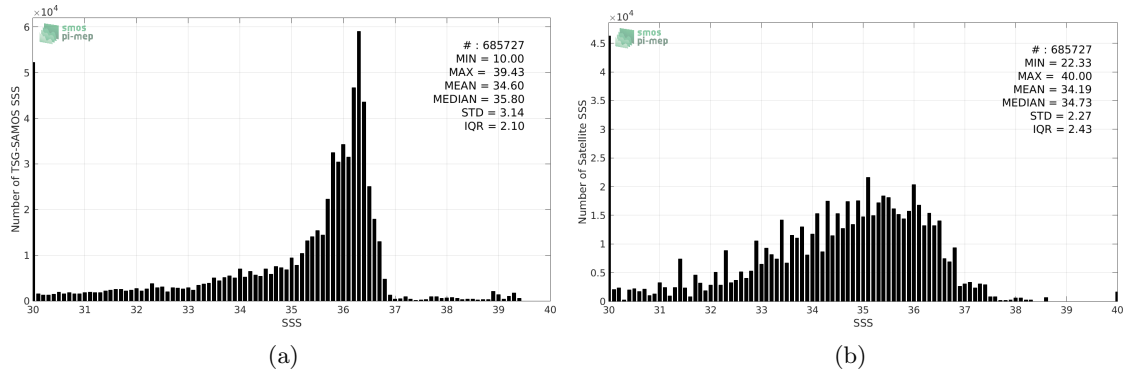 ×10⁴
smos
pi-mep
# : 685727
MIN = 10.00
MAX = 39.43
MEAN = 34.60
MEDIAN = 35.80
STD = 3.14
IQR = 2.10
Number of TSG-SAMOS SSS
6
5
4
3
2
1
0
30 31 32 33 34 35 36 37 38 39 40
SSS
(a)
×10⁴
smos
pi-mep
# : 685727
MIN = 22.33
MAX = 40.00
MEAN = 34.19
MEDIAN = 34.73
STD = 2.27
IQR = 2.43
Number of Satellite SSS
4.5
4
3.5
3
2.5
2
1.5
1
0.5
0
30 31 32 33 34 35 36 37 38 39 40
SSS
(b)